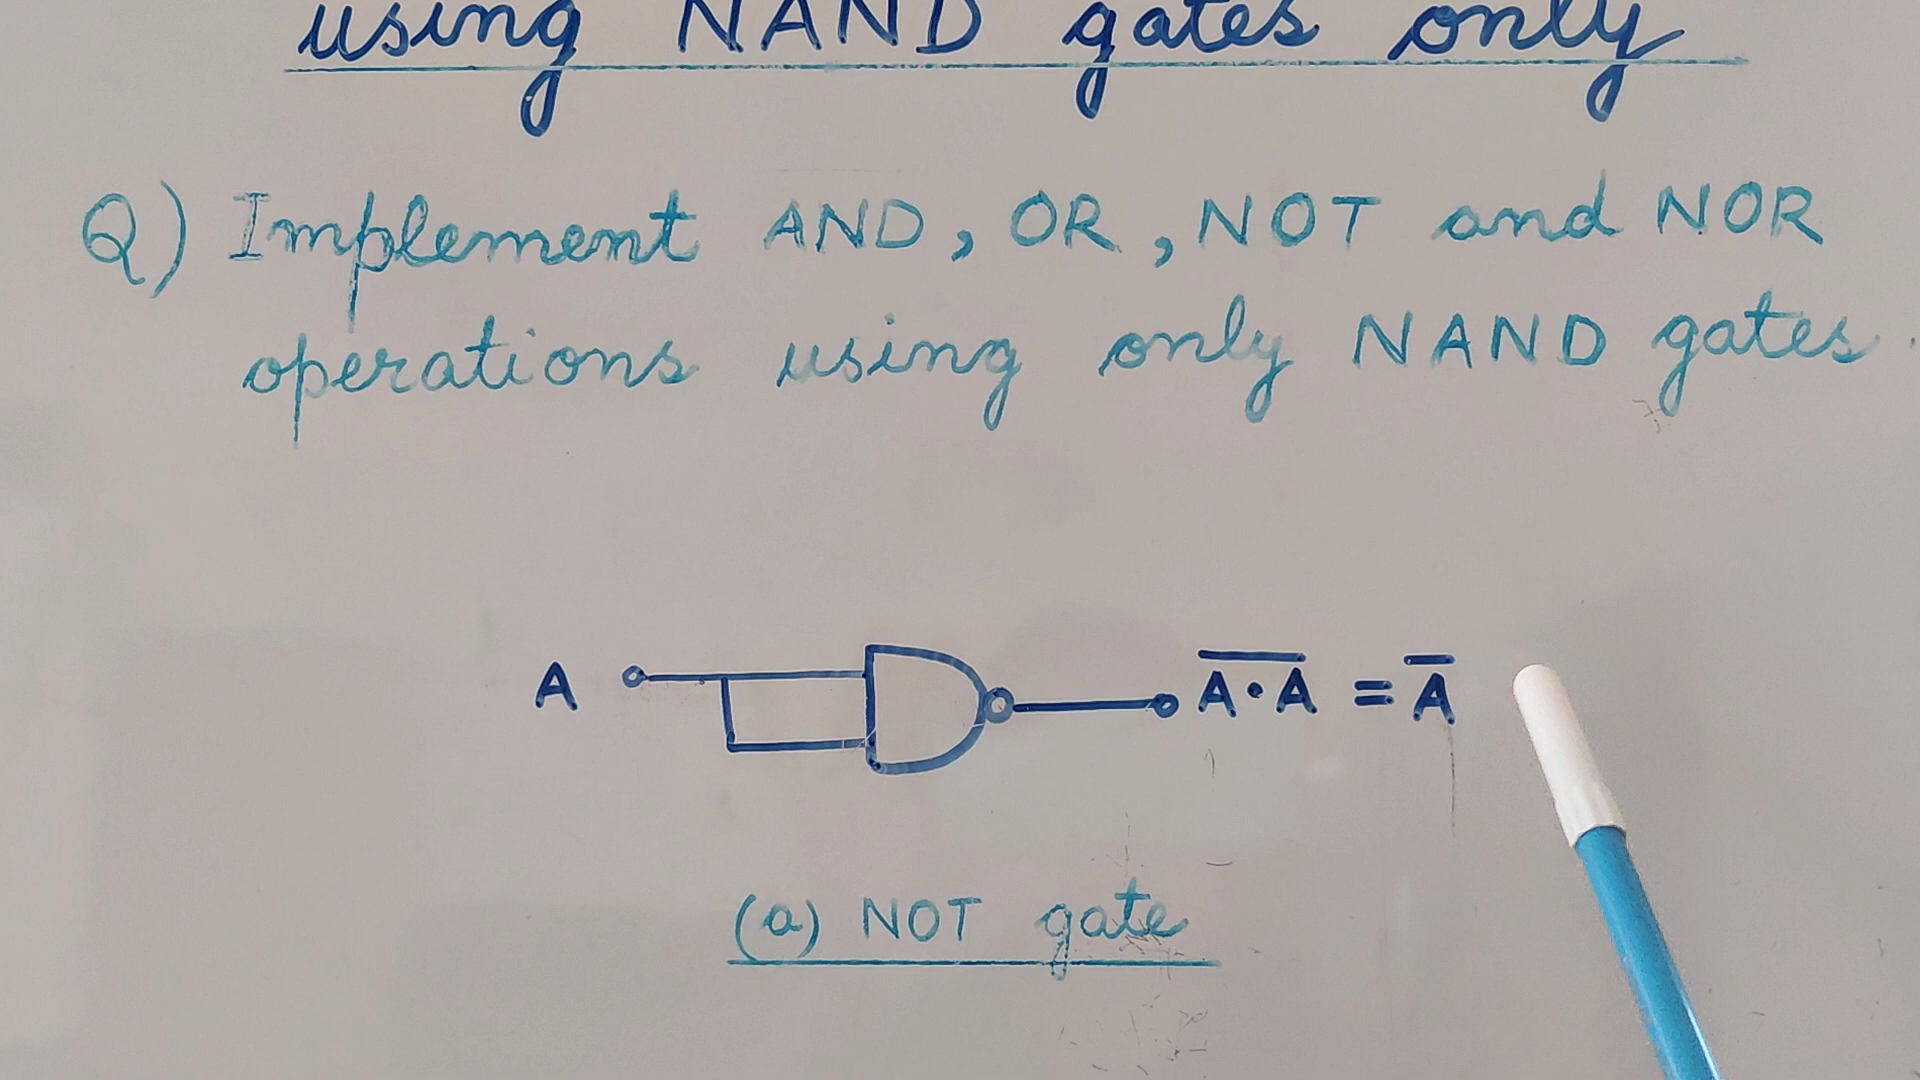 using NAND gates only
Q) Implement AND, OR, NOT and NOR
operations using only NAND gates.
A A̅·̅A̅ = A̅
(a) NOT gate